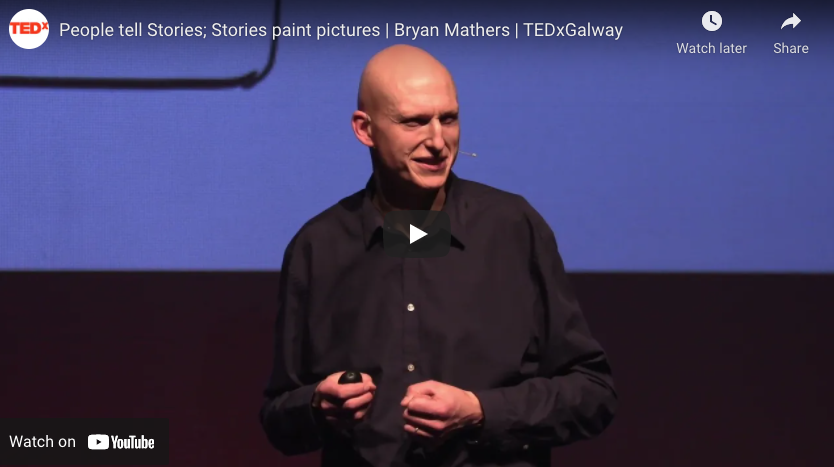 TEDx
People tell Stories; Stories paint pictures | Bryan Mathers | TEDxGalway
Watch later
Share
Watch on YouTube